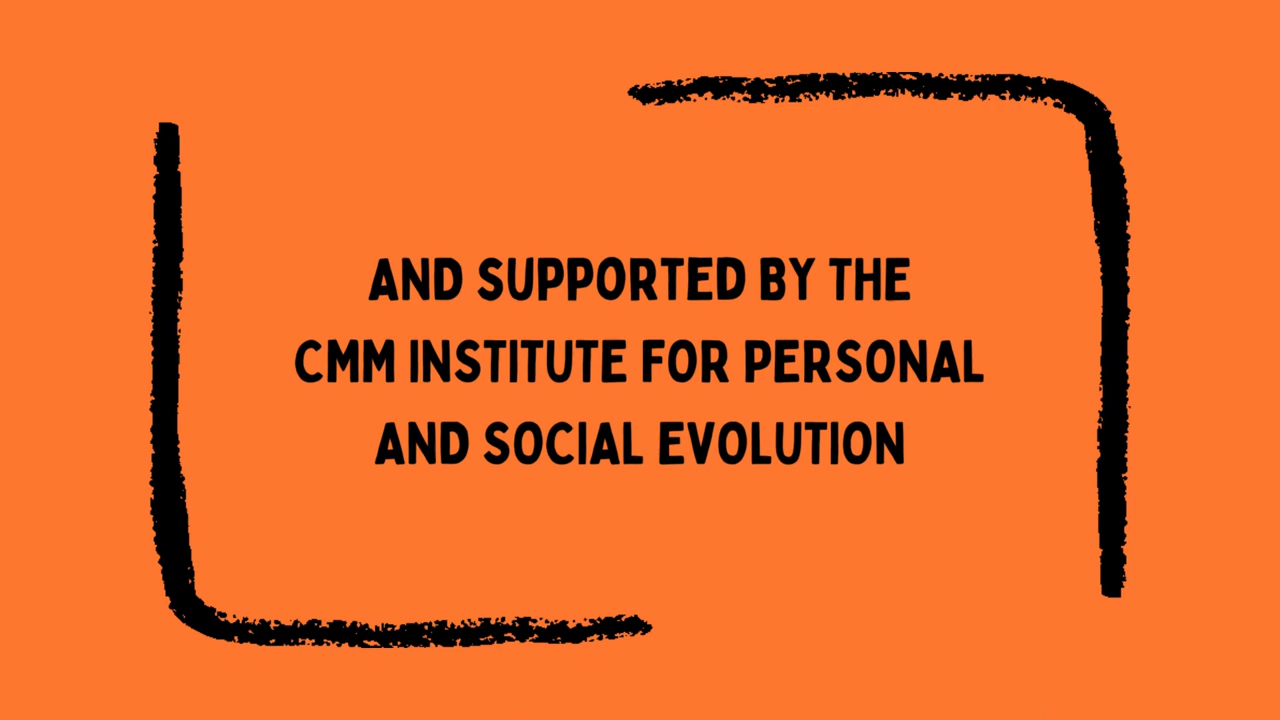 AND SUPPORTED BY THE
CMM INSTITUTE FOR PERSONAL
AND SOCIAL EVOLUTION